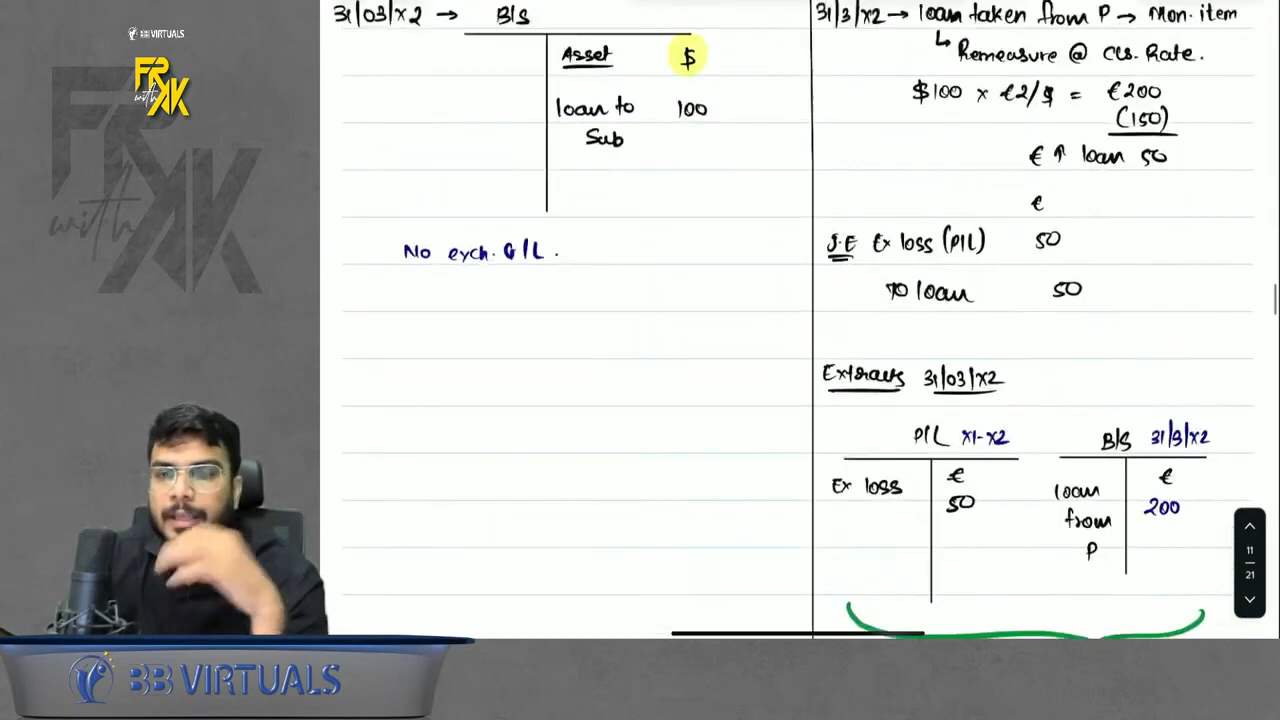 BB VIRTUALS
FR
with
AK
31/03/x2 → B/S
Asset $
loan to 100
Sub
No exch. G/L.
31/3/x2 → loan taken from P → Mon. item
↳ Remeasure @ Cls. Rate.
$100 x €2/$ = €200
(150)
€ ↑ loan 50
€
J.E Ex loss (P/L) 50
To loan 50
Extracts 31/03/x2
P/L x1-x2
€
Ex loss 50
B/S 31/3/x2
€
loan 200
from
P
11
21
BB VIRTUALS